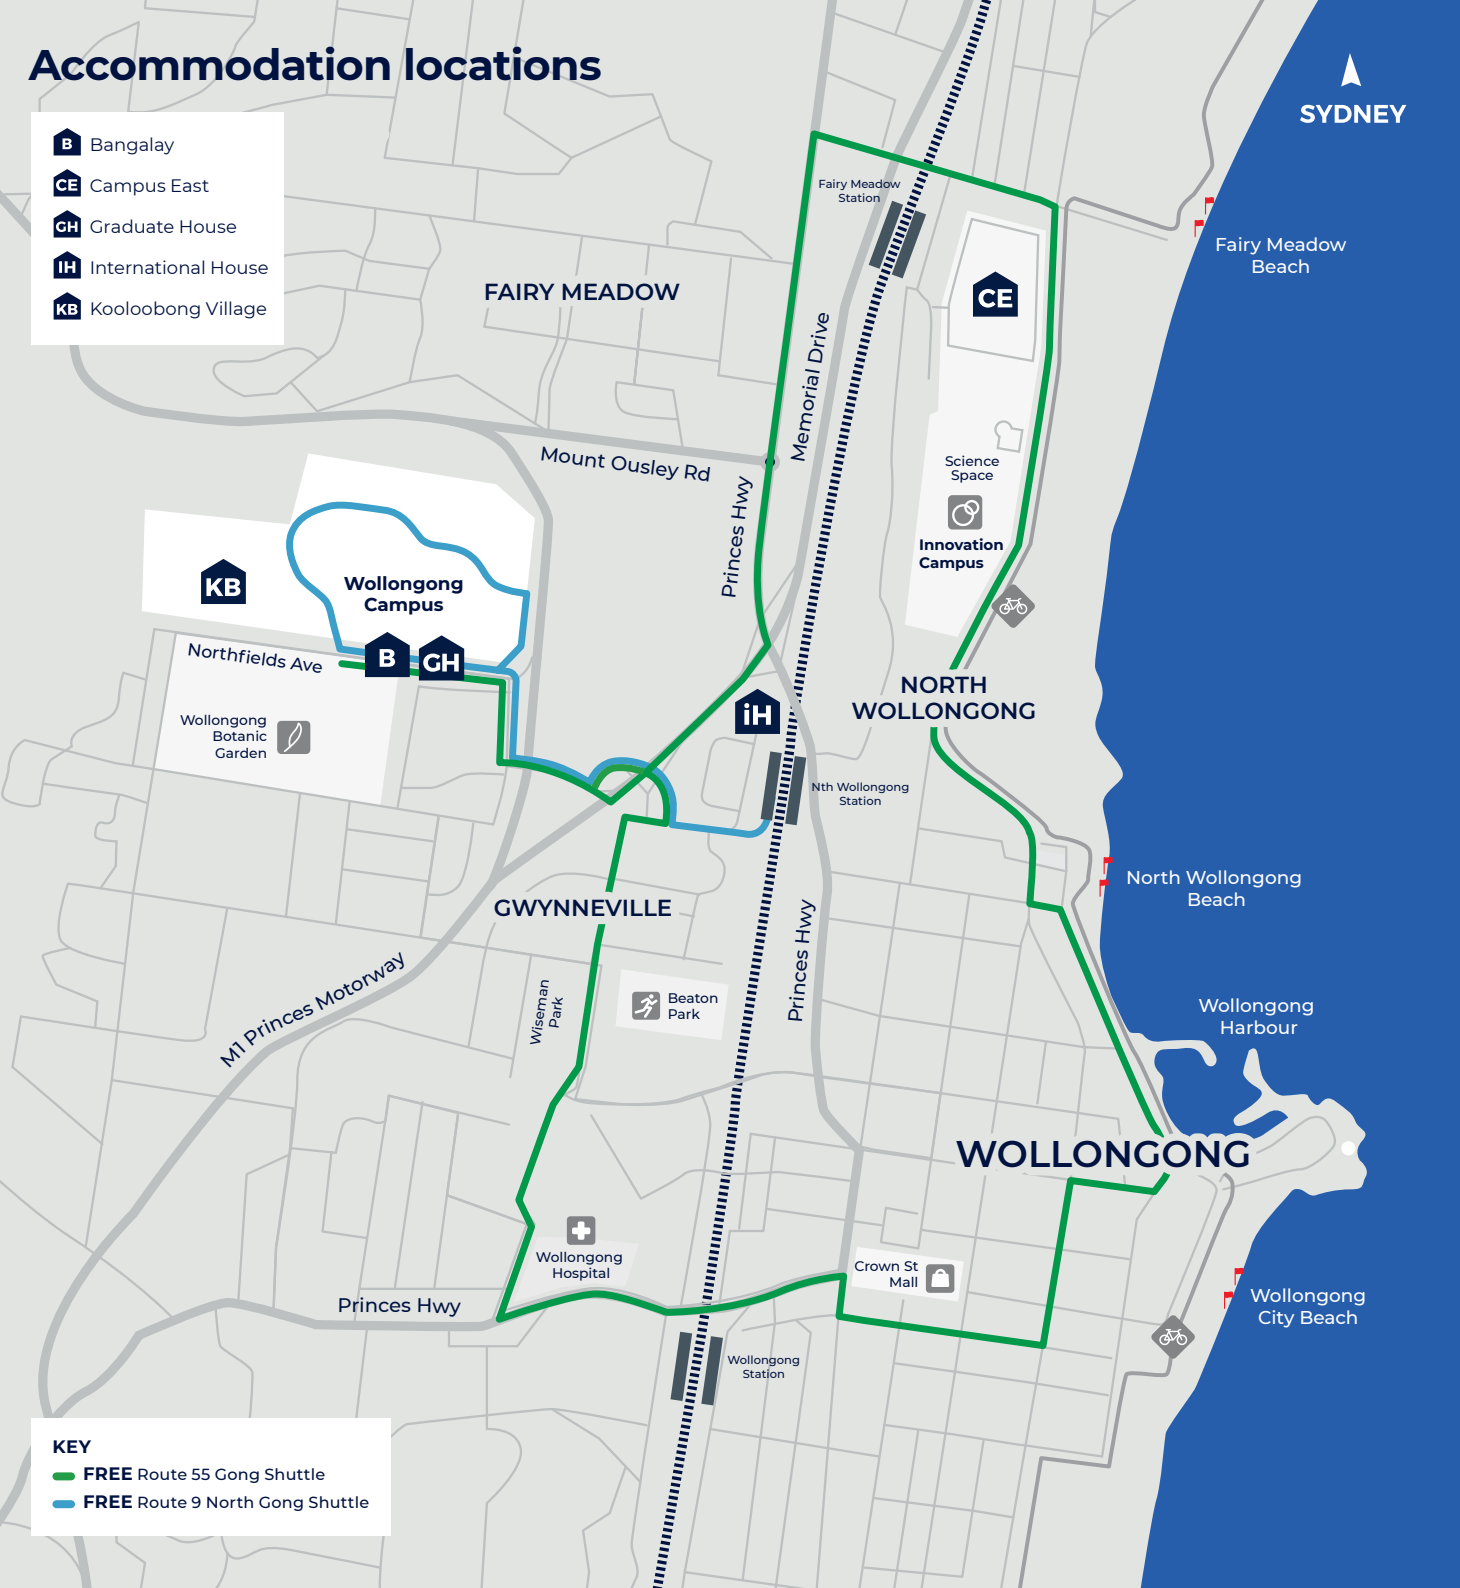 Accommodation locations
B Bangalay
CE Campus East
GH Graduate House
IH International House
KB Kooloobong Village
SYDNEY
Fairy Meadow
Station
Fairy Meadow
Beach
FAIRY MEADOW
CE
Memorial Drive
Mount Ousley Rd
Princes Hwy
Science
Space
Innovation
Campus
KB
Wollongong
Campus
Northfields Ave
B
GH
Wollongong
Botanic
Garden
iH
NORTH
WOLLONGONG
Nth Wollongong
Station
North Wollongong
Beach
GWYNNEVILLE
M1 Princes Motorway
Wiseman
Park
Beaton
Park
Princes Hwy
Wollongong
Harbour
WOLLONGONG
Wollongong
Hospital
Crown St
Mall
Princes Hwy
Wollongong
City Beach
Wollongong
Station
KEY
FREE Route 55 Gong Shuttle
FREE Route 9 North Gong Shuttle